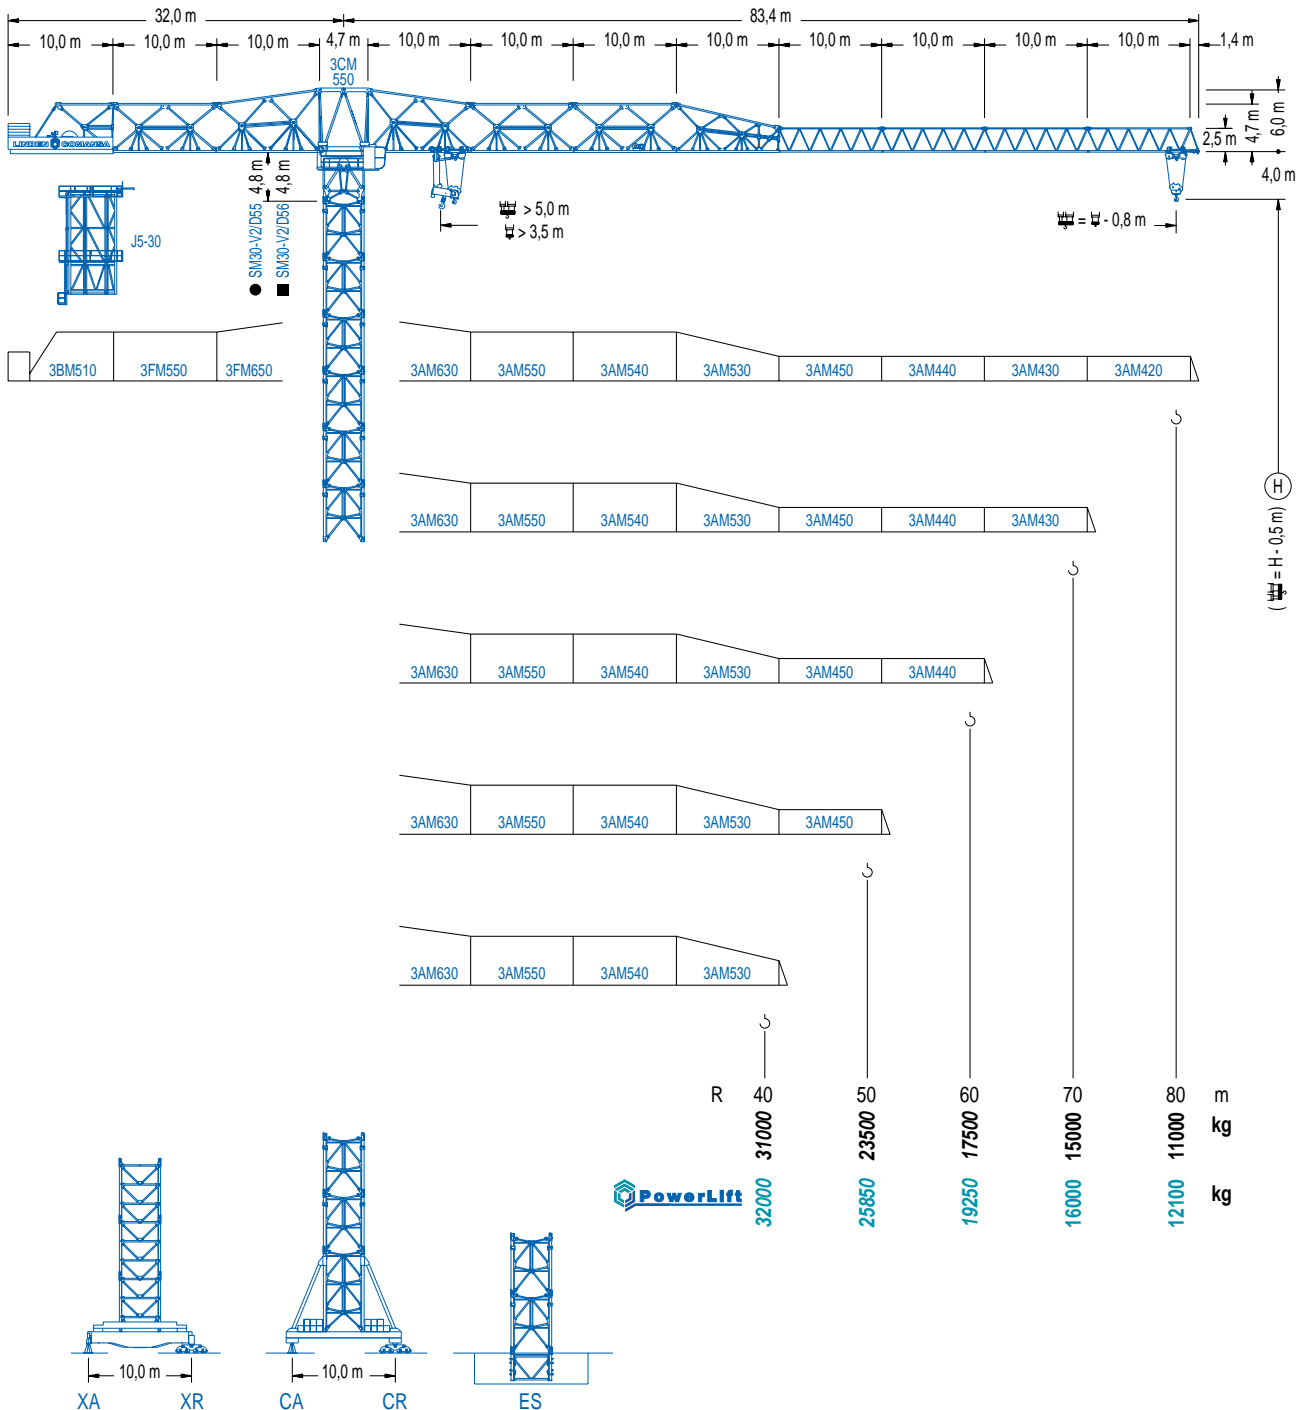 32,0 m 83,4 m
10,0 m 10,0 m 10,0 m 4,7 m 10,0 m 10,0 m 10,0 m 10,0 m 10,0 m 10,0 m 10,0 m 10,0 m 1,4 m
3CM
550
LINDEN COMANSA
2,5 m 4,7 m 6,0 m
4,0 m
4,8 m 4,8 m
SM30-V2/D55
SM30-V2/D56
J5-30
> 5,0 m
> 3,5 m
= - 0,8 m
3BM510 3FM550 3FM650 3AM630 3AM550 3AM540 3AM530 3AM450 3AM440 3AM430 3AM420
H
( = H - 0,5 m)
3AM630 3AM550 3AM540 3AM530 3AM450 3AM440 3AM430
3AM630 3AM550 3AM540 3AM530 3AM450 3AM440
3AM630 3AM550 3AM540 3AM530 3AM450
3AM630 3AM550 3AM540 3AM530
R 40 50 60 70 80 m
31000 23500 17500 15000 11000 kg
PowerLift 32000 25850 19250 16000 12100 kg
10,0 m 10,0 m
XA XR CA CR ES